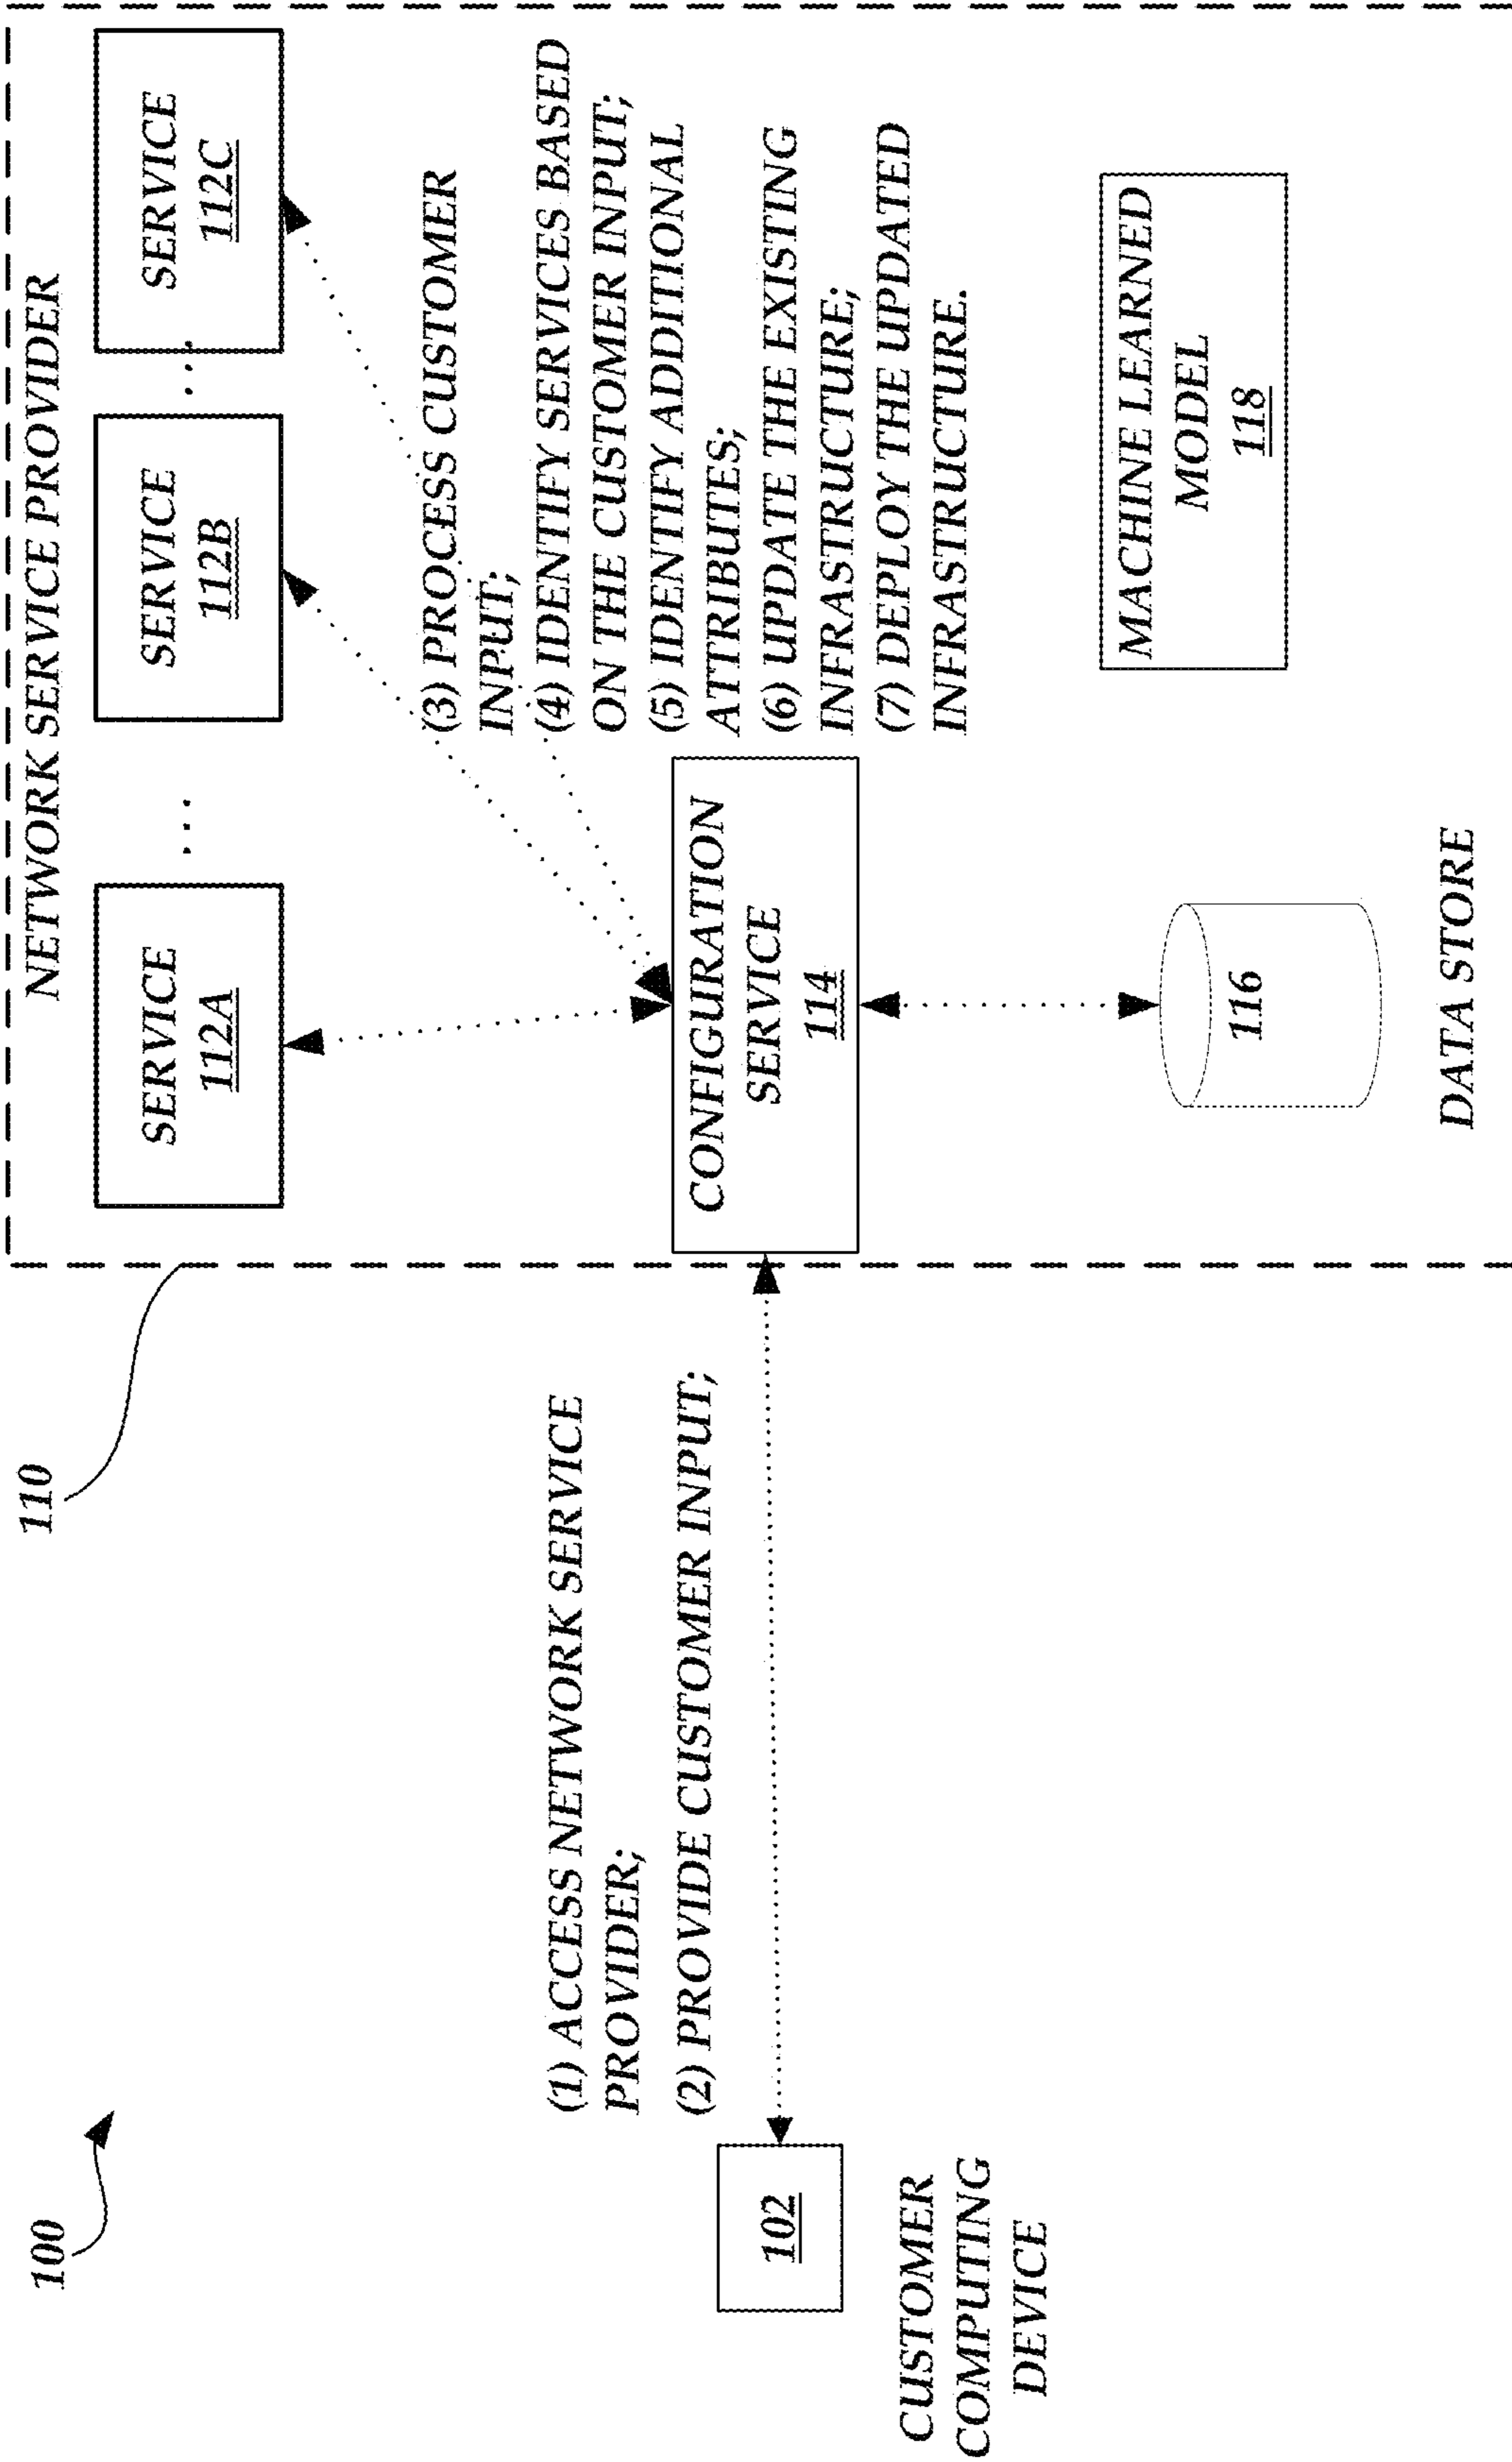 100
110
NETWORK SERVICE PROVIDER
SERVICE
112A
...
SERVICE
112B
...
SERVICE
112C
(1) ACCESS NETWORK SERVICE
PROVIDER;
(2) PROVIDE CUSTOMER INPUT;
(3) PROCESS CUSTOMER
INPUT;
(4) IDENTIFY SERVICES BASED
ON THE CUSTOMER INPUT;
(5) IDENTIFY ADDITIONAL
ATTRIBUTES;
(6) UPDATE THE EXISTING
INFRASTRUCTURE;
(7) DEPLOY THE UPDATED
INFRASTRUCTURE.
102
CUSTOMER
COMPUTING
DEVICE
CONFIGURATION
SERVICE
114
116
DATA STORE
MACHINE LEARNED
MODEL
118